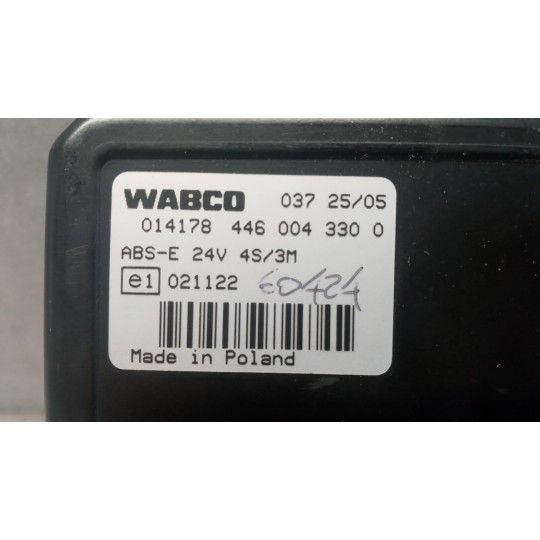 WABCO 037 25/05
014178 446 004 330 0
ABS-E 24V 4S/3M
e1 021122 60424
Made in Poland